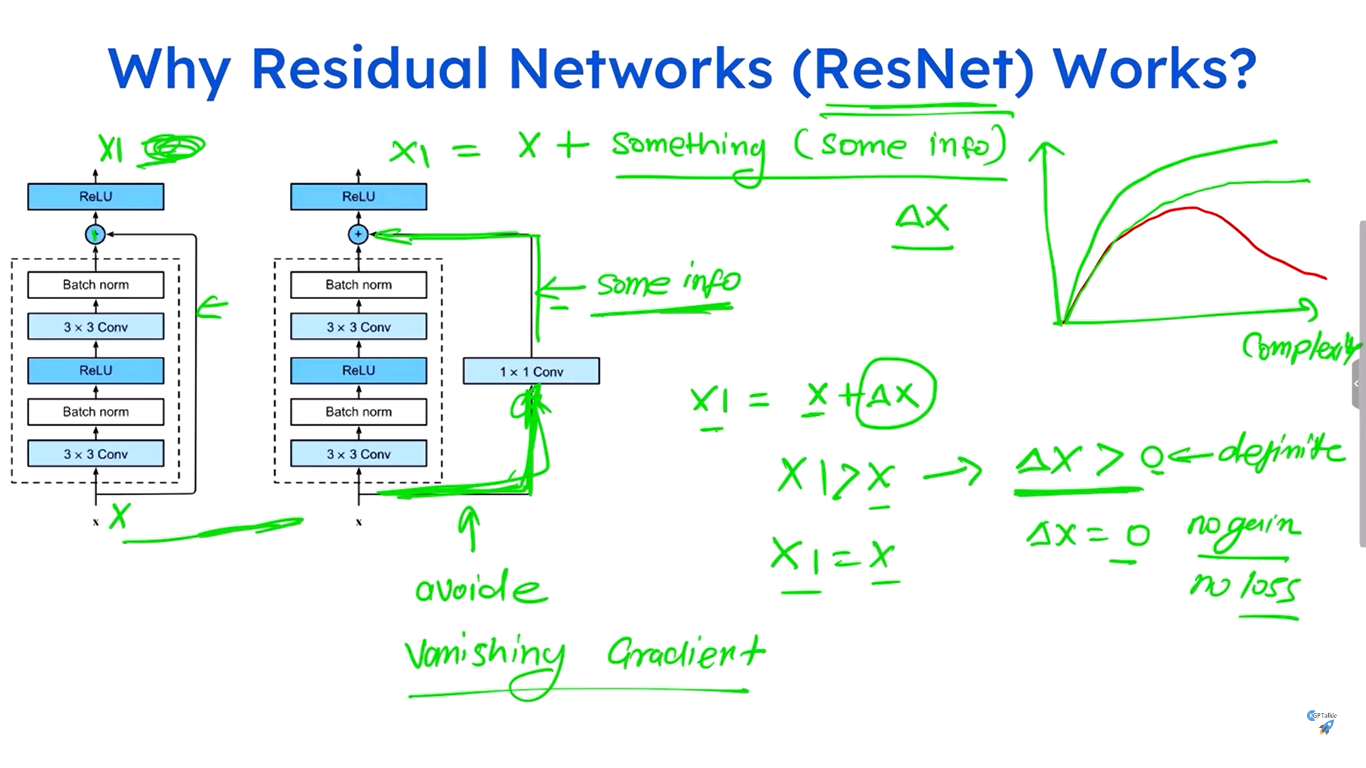 Why Residual Networks (ResNet) Works?
X1
X1 = X + something (some info)
ΔX
ReLU
+
Batch norm
3 × 3 Conv
ReLU
Batch norm
3 × 3 Conv
x
X
ReLU
+
Batch norm
3 × 3 Conv
ReLU
Batch norm
3 × 3 Conv
x
some info
1 × 1 Conv
avoide
Vanishing Gradient
Complexity
X1 = X + ΔX
X1 > X → ΔX > 0 ← definite
X1 = X
ΔX = 0 no gain
no loss
KGP Talkie